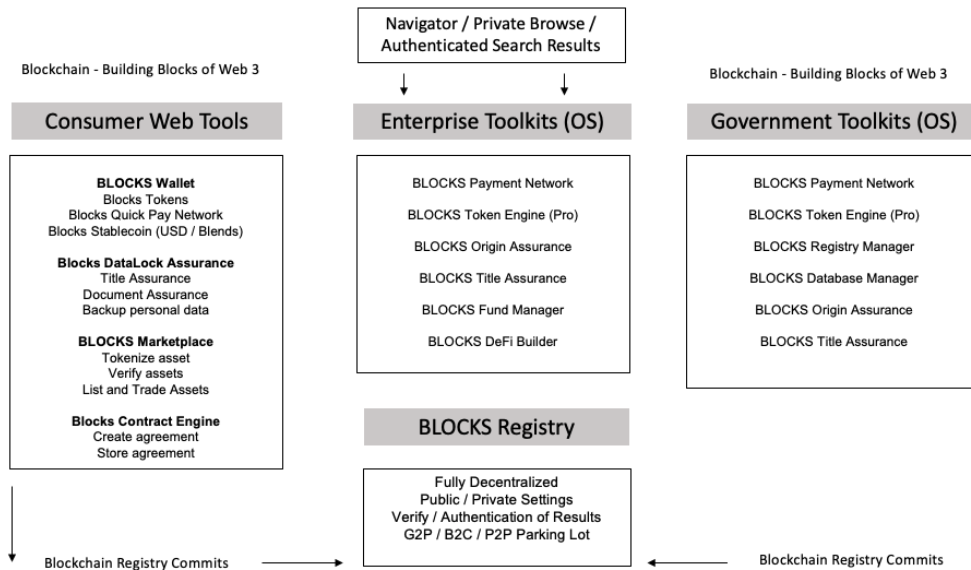 Navigator / Private Browse /
Authenticated Search Results
Blockchain - Building Blocks of Web 3
Blockchain - Building Blocks of Web 3
Consumer Web Tools
BLOCKS Wallet
Blocks Tokens
Blocks Quick Pay Network
Blocks Stablecoin (USD / Blends)
Blocks DataLock Assurance
Title Assurance
Document Assurance
Backup personal data
BLOCKS Marketplace
Tokenize asset
Verify assets
List and Trade Assets
Blocks Contract Engine
Create agreement
Store agreement
Enterprise Toolkits (OS)
BLOCKS Payment Network
BLOCKS Token Engine (Pro)
BLOCKS Origin Assurance
BLOCKS Title Assurance
BLOCKS Fund Manager
BLOCKS DeFi Builder
Government Toolkits (OS)
BLOCKS Payment Network
BLOCKS Token Engine (Pro)
BLOCKS Registry Manager
BLOCKS Database Manager
BLOCKS Origin Assurance
BLOCKS Title Assurance
BLOCKS Registry
Fully Decentralized
Public / Private Settings
Verify / Authentication of Results
G2P / B2C / P2P Parking Lot
Blockchain Registry Commits
Blockchain Registry Commits